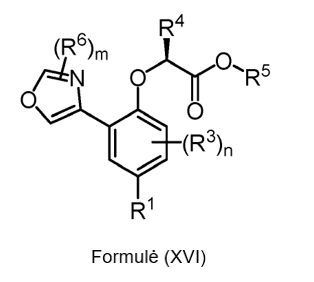 R⁴
(R⁶)m
N
O
O
R⁵
O
O
(R³)n
R¹
Formulė (XVI)